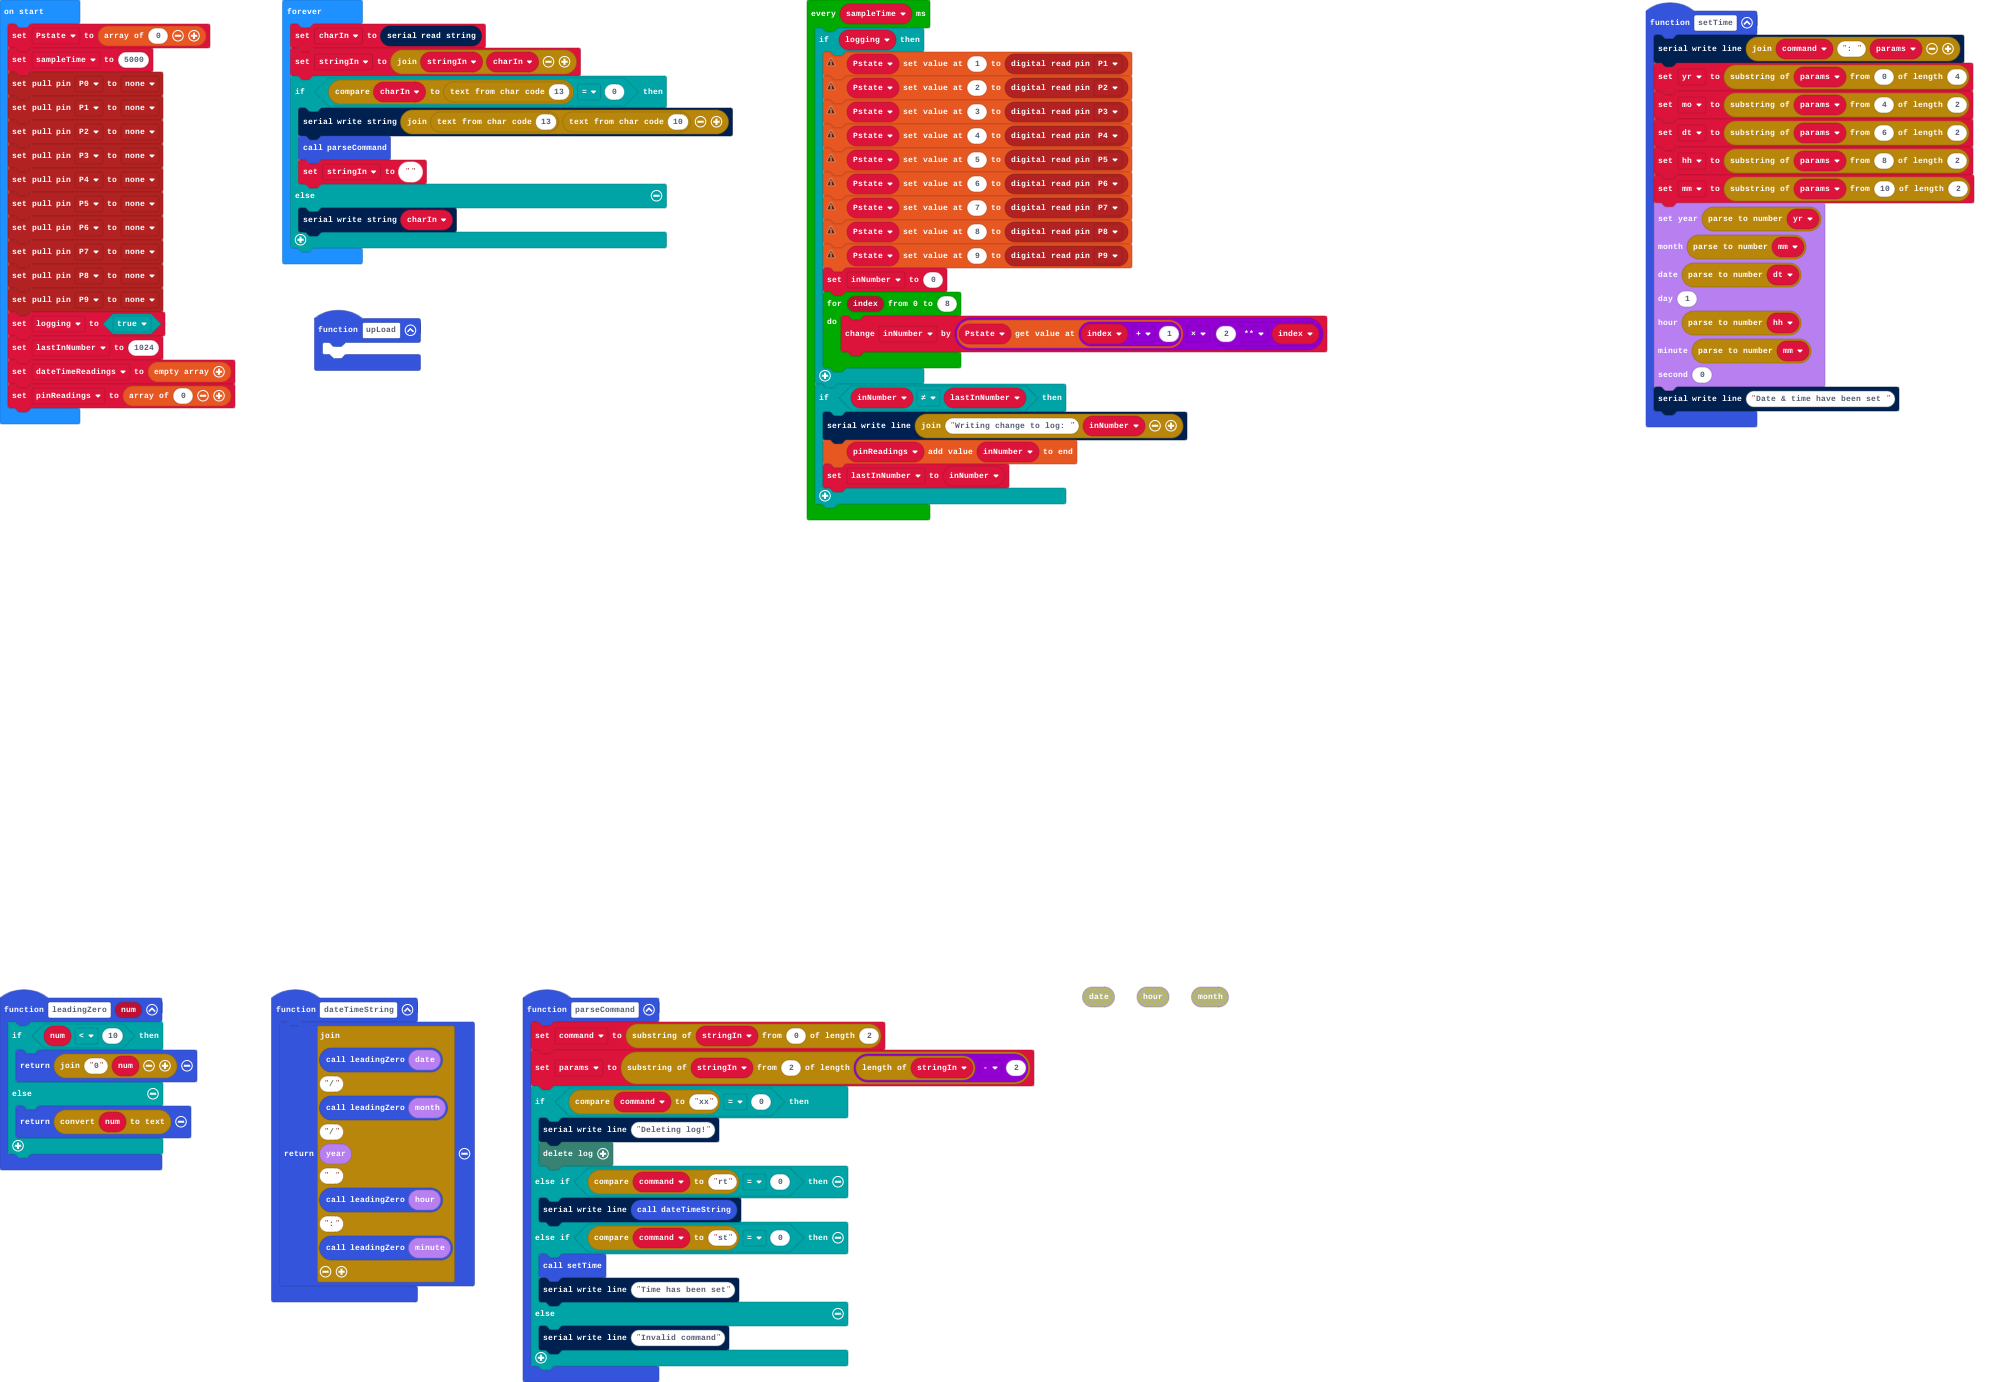 on start
set Pstate to array of 0
set sampleTime to 5000
set pull pin P0 to none
set pull pin P1 to none
set pull pin P2 to none
set pull pin P3 to none
set pull pin P4 to none
set pull pin P5 to none
set pull pin P6 to none
set pull pin P7 to none
set pull pin P8 to none
set pull pin P9 to none
set logging to true
set lastInNumber to 1024
set dateTimeReadings to empty array
set pinReadings to array of 0
forever
set charIn to serial read string
set stringIn to join stringIn charIn
if compare charIn to text from char code 13 = 0 then
serial write string join text from char code 13 text from char code 10
call parseCommand
set stringIn to ""
else
serial write string charIn
function upLoad
every sampleTime ms
if logging then
Pstate set value at 1 to digital read pin P1
Pstate set value at 2 to digital read pin P2
Pstate set value at 3 to digital read pin P3
Pstate set value at 4 to digital read pin P4
Pstate set value at 5 to digital read pin P5
Pstate set value at 6 to digital read pin P6
Pstate set value at 7 to digital read pin P7
Pstate set value at 8 to digital read pin P8
Pstate set value at 9 to digital read pin P9
set inNumber to 0
for index from 0 to 8
do
change inNumber by Pstate get value at index + 1 × 2 ** index
if inNumber ≠ lastInNumber then
serial write line join "Writing change to log: " inNumber
pinReadings add value inNumber to end
set lastInNumber to inNumber
function setTime
serial write line join command ": " params
set yr to substring of params from 0 of length 4
set mo to substring of params from 4 of length 2
set dt to substring of params from 6 of length 2
set hh to substring of params from 8 of length 2
set mm to substring of params from 10 of length 2
set year parse to number yr
month parse to number mm
date parse to number dt
day 1
hour parse to number hh
minute parse to number mm
second 0
serial write line "Date & time have been set "
function leadingZero num
if num < 10 then
return join "0" num
else
return convert num to text
function dateTimeString
join
call leadingZero date
"/"
call leadingZero month
"/"
return year
" "
call leadingZero hour
":"
call leadingZero minute
function parseCommand
set command to substring of stringIn from 0 of length 2
set params to substring of stringIn from 2 of length length of stringIn - 2
if compare command to "xx" = 0 then
serial write line "Deleting log!"
delete log
else if compare command to "rt" = 0 then
serial write line call dateTimeString
else if compare command to "st" = 0 then
call setTime
serial write line "Time has been set"
else
serial write line "Invalid command"
date hour month